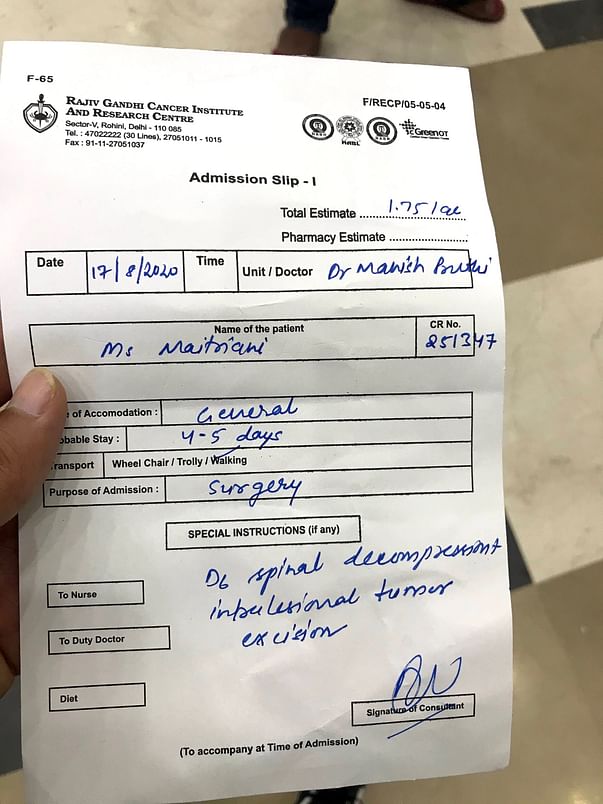 F-65
F/RECP/05-05-04
RAJIV GANDHI CANCER INSTITUTE
AND RESEARCH CENTRE
Sector-V, Rohini, Delhi - 110 085
Tel. : 47022222 (30 Lines), 27051011 - 1015
Fax : 91-11-27051037
NABL
GreenOT
Admission Slip - I
Total Estimate 1.75 lac
Pharmacy Estimate
Date 17/8/2020 Time Unit / Doctor Dr Manish
Name of the patient CR No.
Ms Maitriani 251347
of Accomodation : General
obable Stay : 4-5 days
ransport Wheel Chair / Trolly / Walking
Purpose of Admission : Surgery
SPECIAL INSTRUCTIONS (if any)
D6 spinal decompression +
intralesional tumor
excision
To Nurse
To Duty Doctor
Diet
Signature of Consultant
(To accompany at Time of Admission)